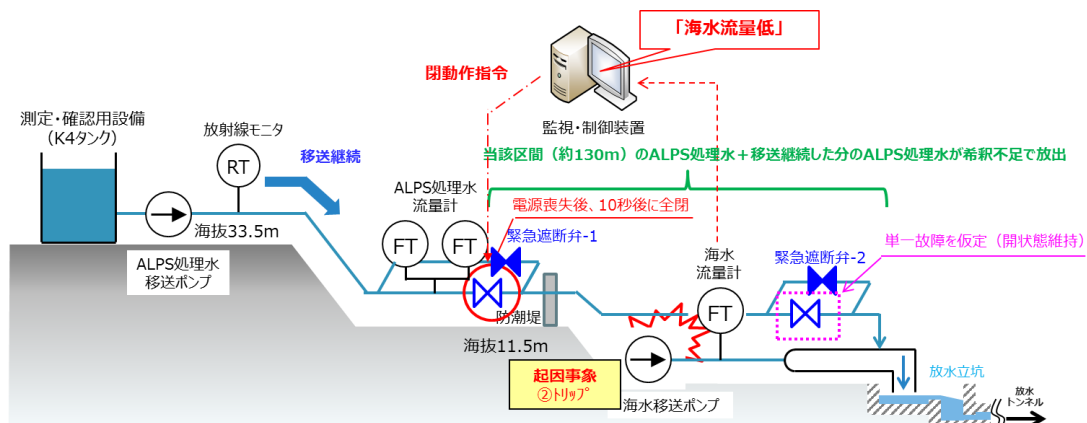 「海水流量低」
閉動作指令
測定・確認用設備
(K4タンク)
放射線モニタ
監視・制御装置
RT
移送継続
当該区間(約130m)のALPS処理水+移送継続した分のALPS処理水が希釈不足で放出
ALPS処理水
流量計
電源喪失後、10秒後に全閉
海抜33.5m
FT
FT
緊急遮断弁-1
海水
流量計
緊急遮断弁-2
単一故障を仮定(開状態維持)
ALPS処理水
移送ポンプ
FT
防潮堤
海抜11.5m
起因事象
②トリップ
海水移送ポンプ
放水立坑
放水
トンネル